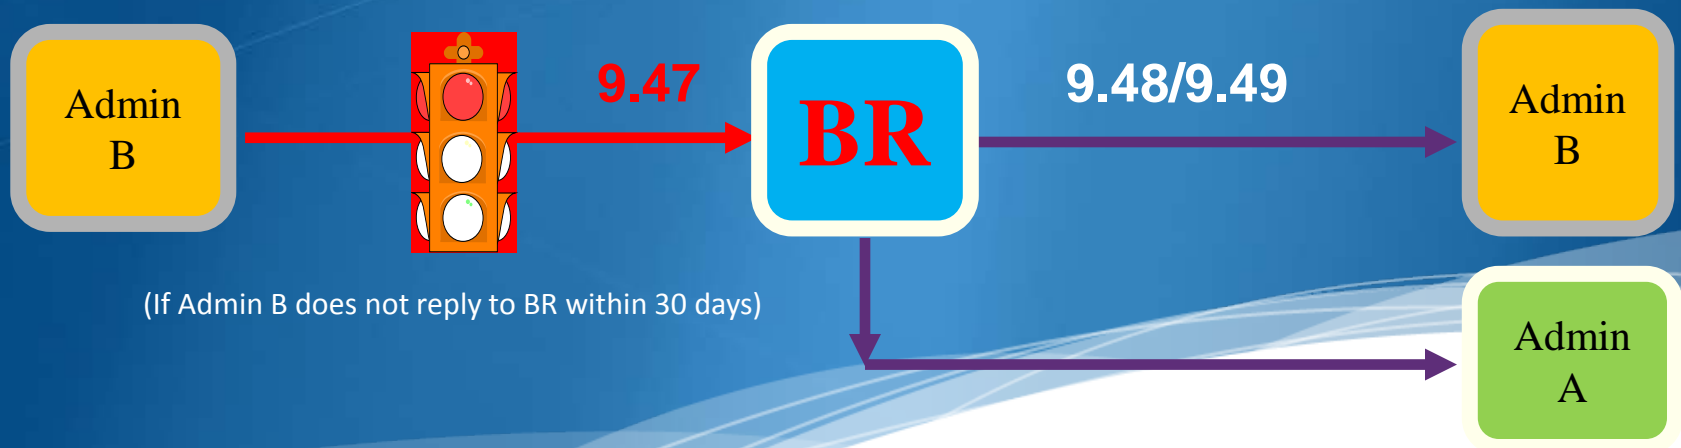 Admin
B
9.47
BR
9.48/9.49
Admin
B
(If Admin B does not reply to BR within 30 days)
Admin
A